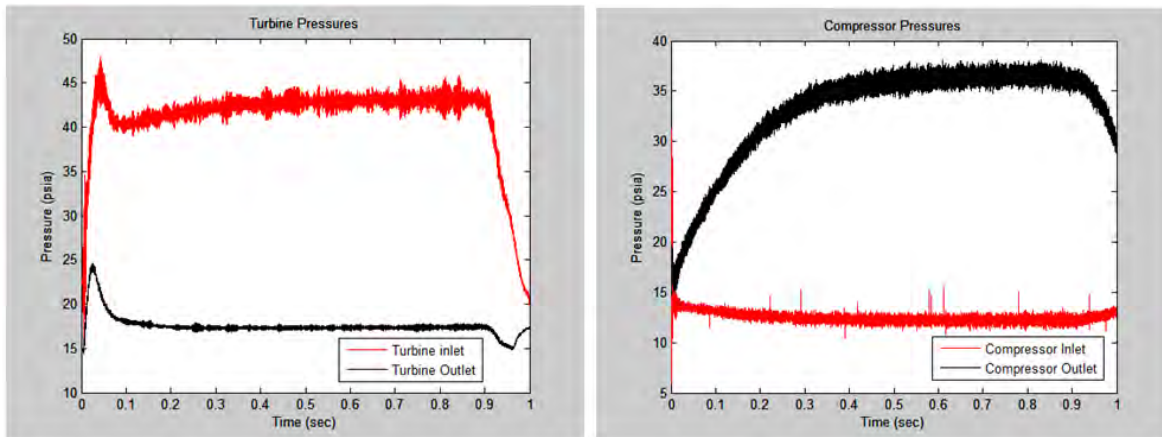 Turbine Pressures
50
45
40
35
30
25
20
15
10
Pressure (psia)
0 0.1 0.2 0.3 0.4 0.5 0.6 0.7 0.8 0.9 1
Time (sec)
Turbine inlet
Turbine Outlet
Compressor Pressures
40
35
30
25
20
15
10
5
Pressure (psia)
0 0.1 0.2 0.3 0.4 0.5 0.6 0.7 0.8 0.9 1
Time (sec)
Compressor Inlet
Compressor Outlet